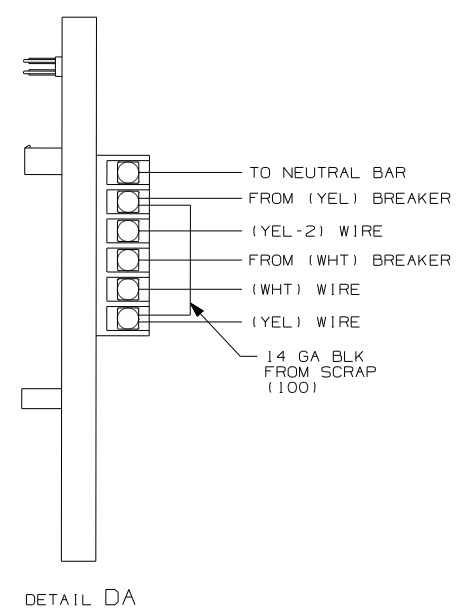 TO NEUTRAL BAR
FROM (YEL) BREAKER
(YEL-2) WIRE
FROM (WHT) BREAKER
(WHT) WIRE
(YEL) WIRE
14 GA BLK
FROM SCRAP
(100)
DETAIL DA